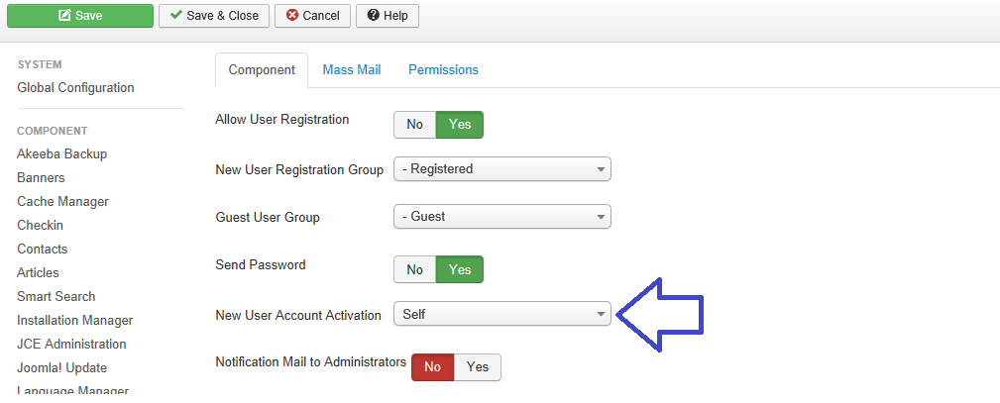 Save Save & Close Cancel Help
SYSTEM
Global Configuration
COMPONENT
Akeeba Backup
Banners
Cache Manager
Checkin
Contacts
Articles
Smart Search
Installation Manager
JCE Administration
Joomla! Update
Language Manager
Component Mass Mail Permissions
Allow User Registration No Yes
New User Registration Group - Registered
Guest User Group - Guest
Send Password No Yes
New User Account Activation Self
Notification Mail to Administrators No Yes